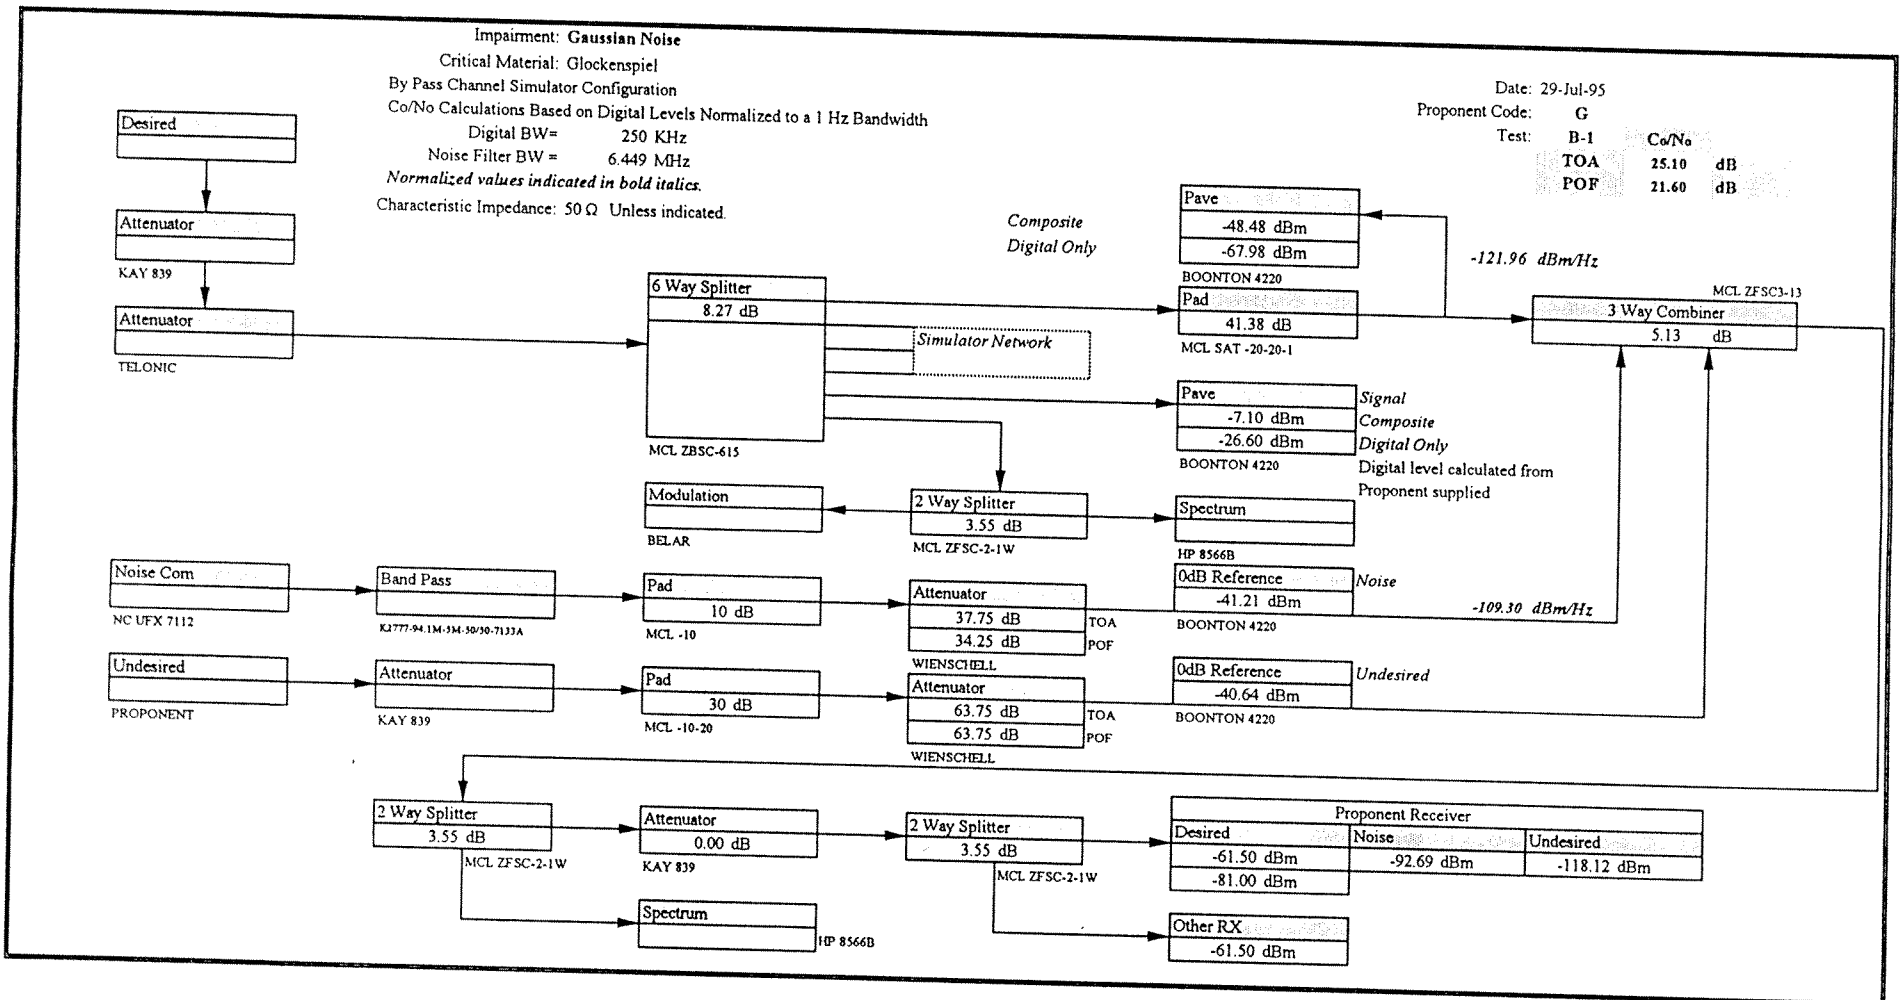 Impairment: Gaussian Noise
Critical Material: Glockenspiel
By Pass Channel Simulator Configuration
Co/No Calculations Based on Digital Levels Normalized to a 1 Hz Bandwidth
Digital BW= 250 KHz
Noise Filter BW = 6.449 MHz
Normalized values indicated in bold italics.
Characteristic Impedance: 50 Ω Unless indicated.
Date: 29-Jul-95
Proponent Code: G
Test: B-1 Co/No
TOA 25.10 dB
POF 21.60 dB
Desired
Attenuator
KAY 839
Attenuator
TELONIC
6 Way Splitter
8.27 dB
MCL ZBSC-615
Simulator Network
Composite
Digital Only
Pave
-48.48 dBm
-67.98 dBm
BOONTON 4220
-121.96 dBm/Hz
Pad
41.38 dB
MCL SAT -20-20-1
MCL ZFSC3-13
3 Way Combiner
5.13 dB
Pave
-7.10 dBm
-26.60 dBm
BOONTON 4220
Signal
Composite
Digital Only
Digital level calculated from
Proponent supplied
Modulation
BELAR
2 Way Splitter
3.55 dB
MCL ZFSC-2-1W
Spectrum
HP 8566B
Noise Com
NC UFX 7112
Band Pass
K2777-94.1M-5M-50/50-7133A
Pad
10 dB
MCL -10
Attenuator
37.75 dB TOA
34.25 dB POF
WIENSCHELL
0dB Reference
-41.21 dBm
BOONTON 4220
Noise
-109.30 dBm/Hz
Undesired
PROPONENT
Attenuator
KAY 839
Pad
30 dB
MCL -10-20
Attenuator
63.75 dB TOA
63.75 dB POF
WIENSCHELL
0dB Reference
-40.64 dBm
BOONTON 4220
Undesired
2 Way Splitter
3.55 dB
MCL ZFSC-2-1W
Attenuator
0.00 dB
KAY 839
2 Way Splitter
3.55 dB
MCL ZFSC-2-1W
Proponent Receiver
Desired Noise Undesired
-61.50 dBm -92.69 dBm -118.12 dBm
-81.00 dBm
Spectrum
HP 8566B
Other RX
-61.50 dBm